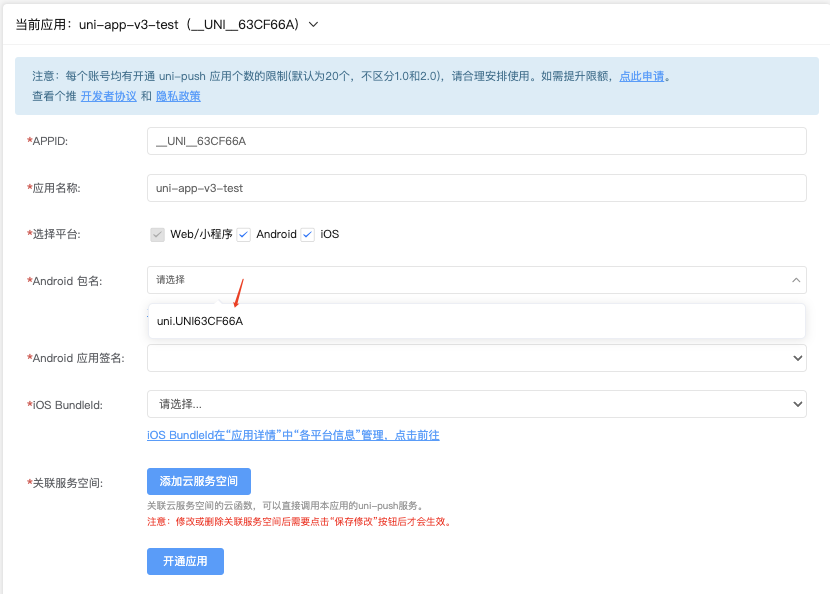 当前应用：uni-app-v3-test（__UNI__63CF66A）
注意：每个账号均有开通 uni-push 应用个数的限制(默认为20个，不区分1.0和2.0)，请合理安排使用。如需提升限额，点此申请。
查看个推 开发者协议 和 隐私政策
*APPID: __UNI__63CF66A
*应用名称: uni-app-v3-test
*选择平台: Web/小程序 Android iOS
*Android 包名: 请选择
uni.UNI63CF66A
*Android 应用签名:
*iOS BundleId: 请选择...
iOS BundleId在“应用详情”中“各平台信息”管理，点击前往
*关联服务空间: 添加云服务空间
关联云服务空间的云函数，可以直接调用本应用的uni-push服务。
注意：修改或删除关联服务空间后需要点击“保存修改”按钮后才会生效。
开通应用